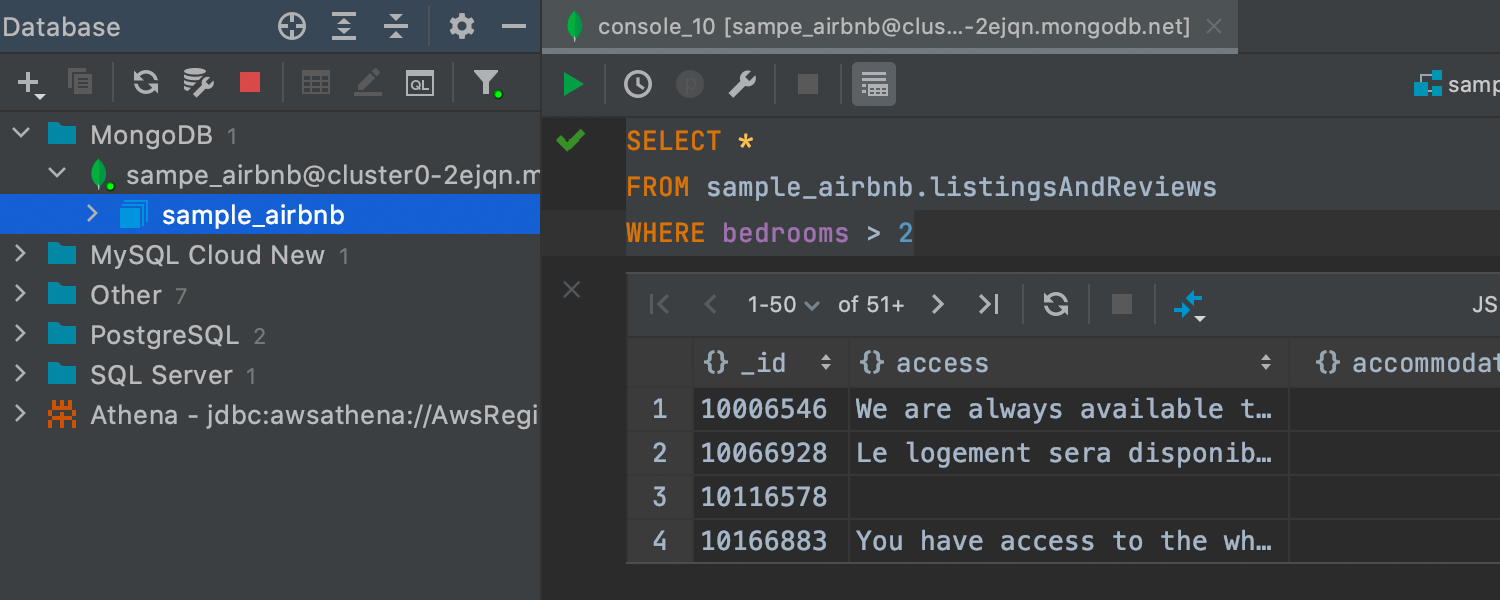 Database
QL
MongoDB 1
sampe_airbnb@cluster0-2ejqn.m
sample_airbnb
MySQL Cloud New 1
Other 7
PostgreSQL 2
SQL Server 1
Athena - jdbc:awsathena://AwsRegi
console_10 [sampe_airbnb@clus...-2ejqn.mongodb.net]
p
samp
SELECT *
FROM sample_airbnb.listingsAndReviews
WHERE bedrooms > 2
1-50 of 51+
JS
{} _id {} access {} accommodat
1 10006546 We are always available t…
2 10066928 Le logement sera disponib…
3 10116578
4 10166883 You have access to the wh…